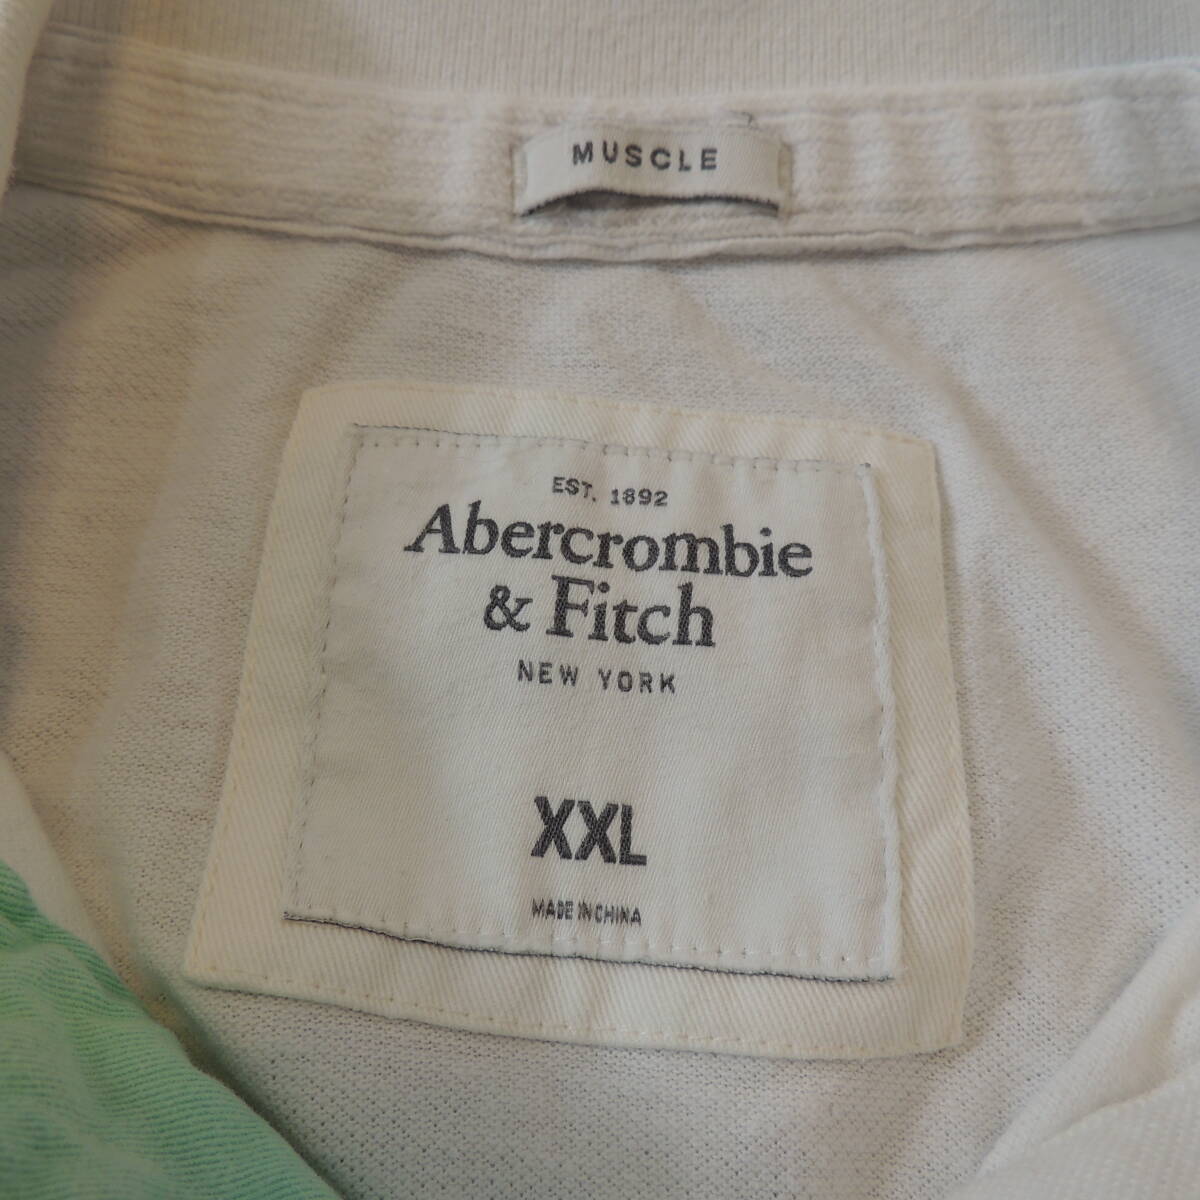 MUSCLE
EST. 1892
Abercrombie
& Fitch
NEW YORK
XXL
MADE IN CHINA